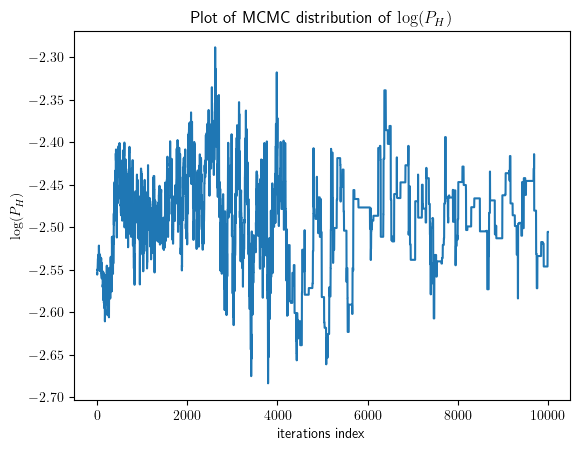 Plot of MCMC distribution of log(P_H)
−2.30
−2.35
−2.40
−2.45
−2.50
−2.55
−2.60
−2.65
−2.70
log(P_H)
0 2000 4000 6000 8000 10000
iterations index